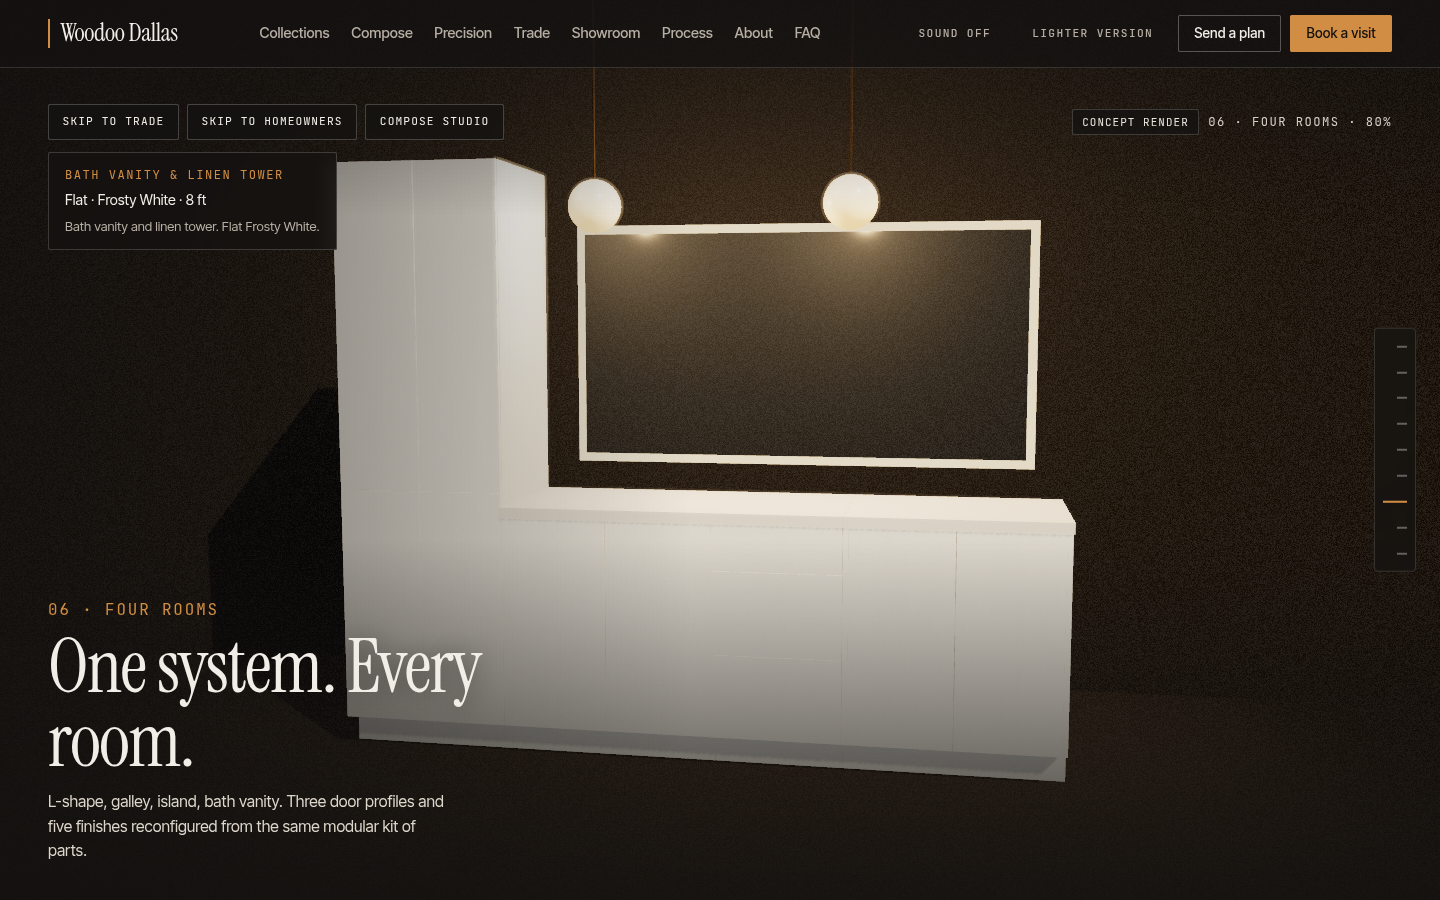 Woodoo Dallas
Collections Compose Precision Trade Showroom Process About FAQ
SOUND OFF LIGHTER VERSION Send a plan Book a visit
SKIP TO TRADE SKIP TO HOMEOWNERS COMPOSE STUDIO
CONCEPT RENDER 06 · FOUR ROOMS · 80%
BATH VANITY & LINEN TOWER
Flat · Frosty White · 8 ft
Bath vanity and linen tower. Flat Frosty White.
06 · FOUR ROOMS
One system. Every
room.
L-shape, galley, island, bath vanity. Three door profiles and
five finishes reconfigured from the same modular kit of
parts.